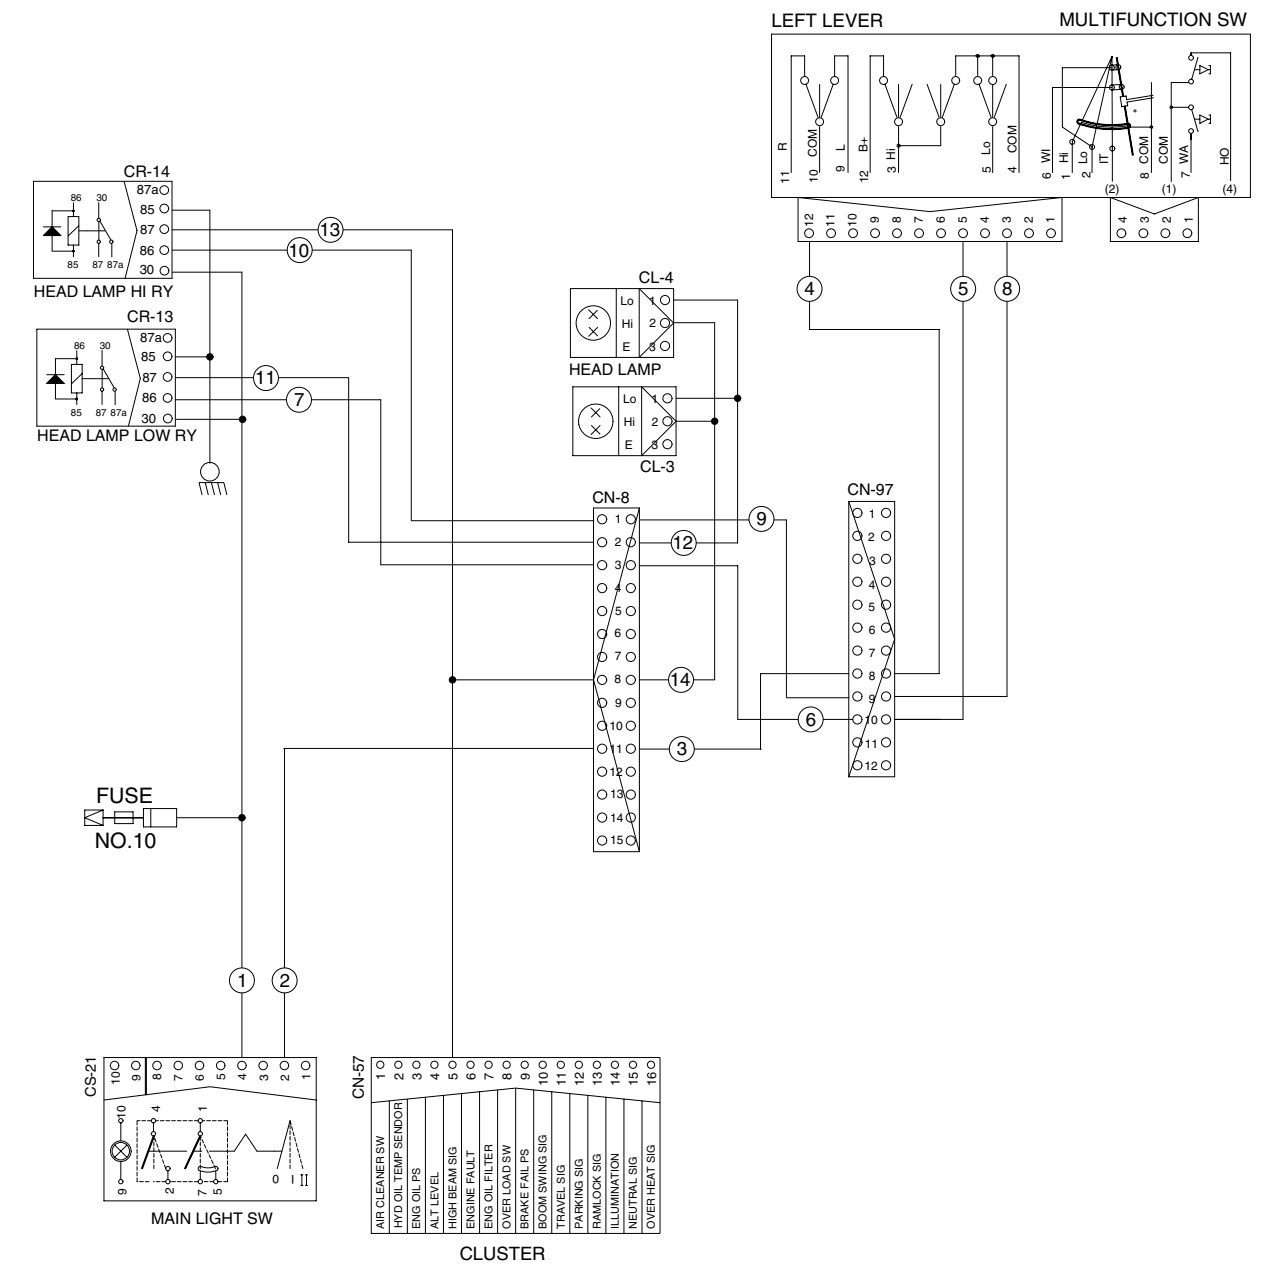 LEFT LEVER MULTIFUNCTION SW
11 R
10 COM
9 L
12 B+
3 Hi
5 Lo
4 COM
6 WI
1 Hi
2 Lo
IT
(2)
*
8 COM
COM
(1)
7 WA
HO
(4)
12 11 10 9 8 7 6 5 4 3 2 1
4 3 2 1
CR-14
86 30
85 87 87a
87a
85
87
86
30
HEAD LAMP HI RY
13
10
CR-13
86 30
85 87 87a
87a
85
87
86
30
HEAD LAMP LOW RY
11
7
4 5 8
CL-4
Lo 1
Hi 2
E 3
HEAD LAMP
Lo 1
Hi 2
E 3
CL-3
CN-8
1
2
3
4
5
6
7
8
9
10
11
12
13
14
15
9
12
14
3
6
CN-97
1
2
3
4
5
6
7
8
9
10
11
12
FUSE
NO.10
1 2
CS-21
10 9 8 7 6 5 4 3 2 1
10 4 1
9 2 7 5
0 I II
MAIN LIGHT SW
CN-57
1 2 3 4 5 6 7 8 9 10 11 12 13 14 15 16
AIR CLEANER SW
HYD OIL TEMP SENDOR
ENG OIL PS
ALT LEVEL
HIGH BEAM SIG
ENGINE FAULT
ENG OIL FILTER
OVER LOAD SW
BRAKE FAIL PS
BOOM SWING SIG
TRAVEL SIG
PARKING SIG
RAMLOCK SIG
ILLUMINATION
NEUTRAL SIG
OVER HEAT SIG
CLUSTER